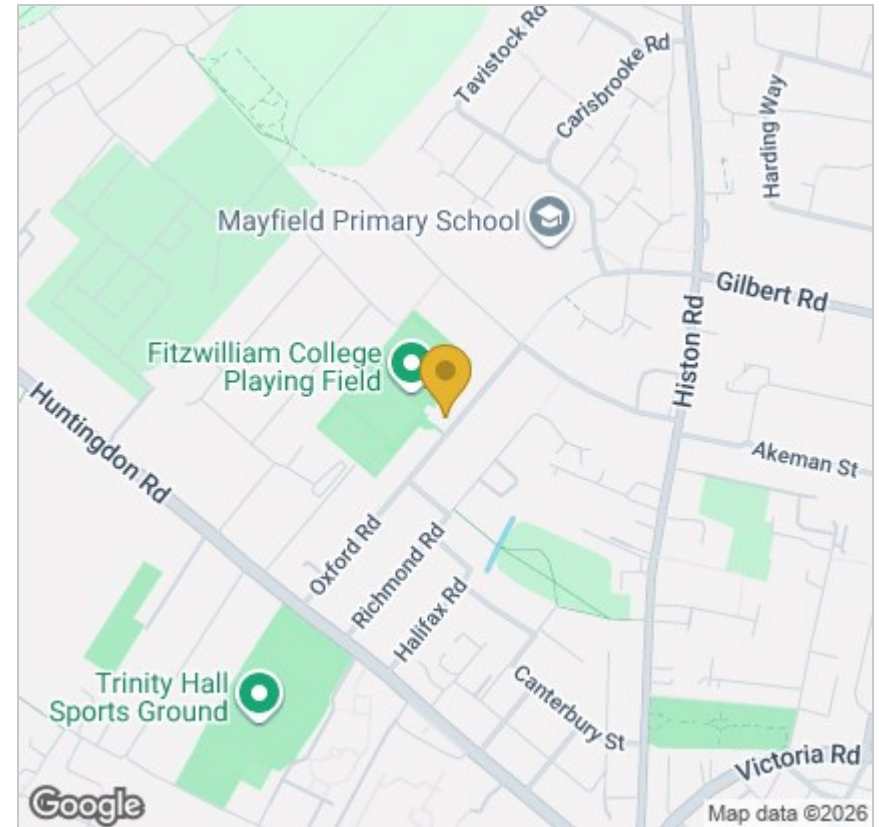 Tavistock Rd
Carisbrooke Rd
Harding Way
Mayfield Primary School
Gilbert Rd
Fitzwilliam College
Playing Field
Histon Rd
Huntingdon Rd
Akeman St
Oxford Rd
Richmond Rd
Halifax Rd
Trinity Hall
Sports Ground
Canterbury St
Victoria Rd
Google
Map data ©2026